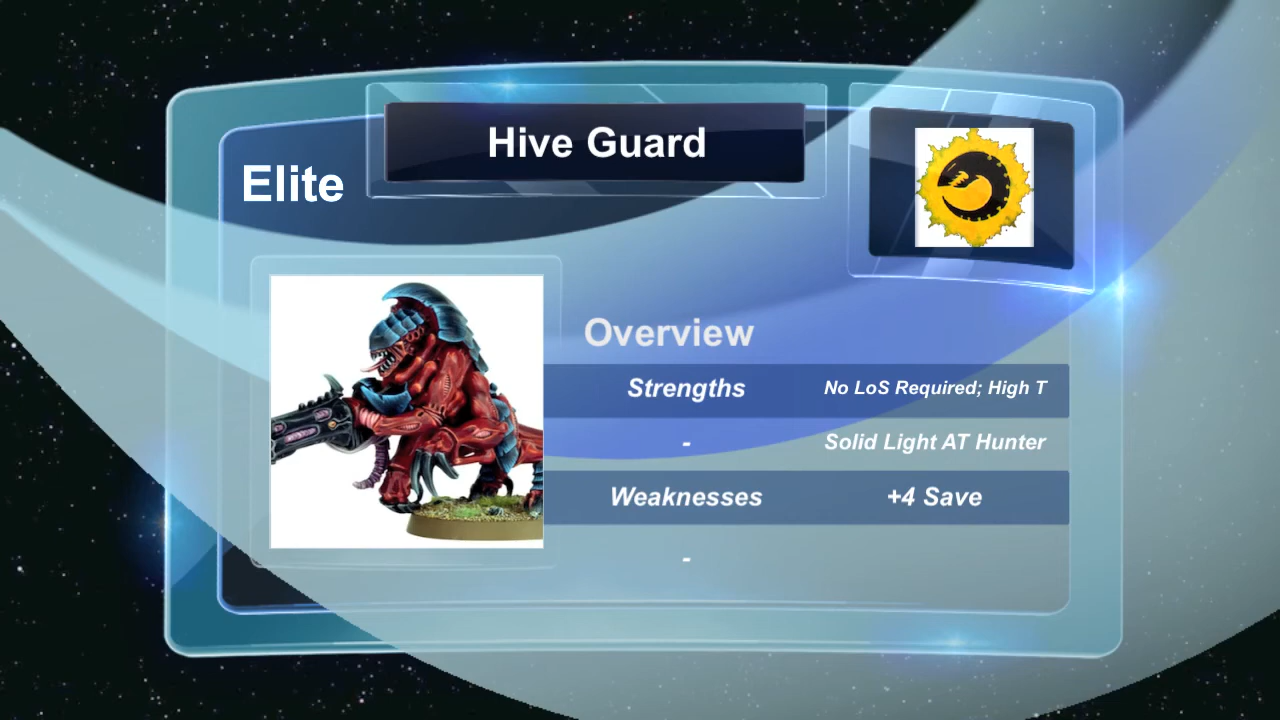 Hive Guard
Elite
Overview
Strengths No LoS Required; High T
- Solid Light AT Hunter
Weaknesses +4 Save
-